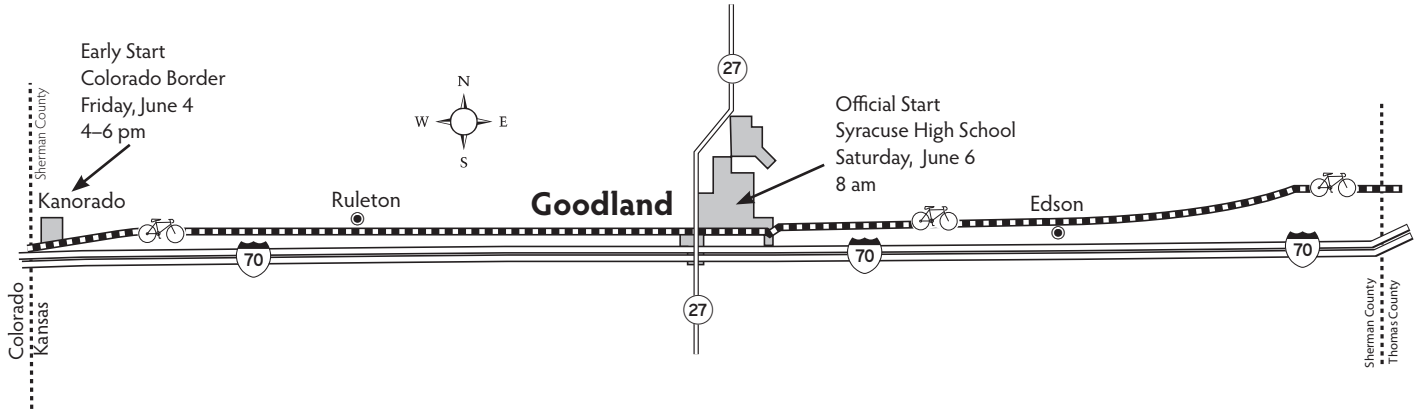 Early Start
Colorado Border
Friday, June 4
4–6 pm
Sherman County
Kanorado
Ruleton
N
W
E
S
Goodland
27
Official Start
Syracuse High School
Saturday, June 6
8 am
Edson
70
70
70
27
Colorado
Kansas
Sherman County
Thomas County